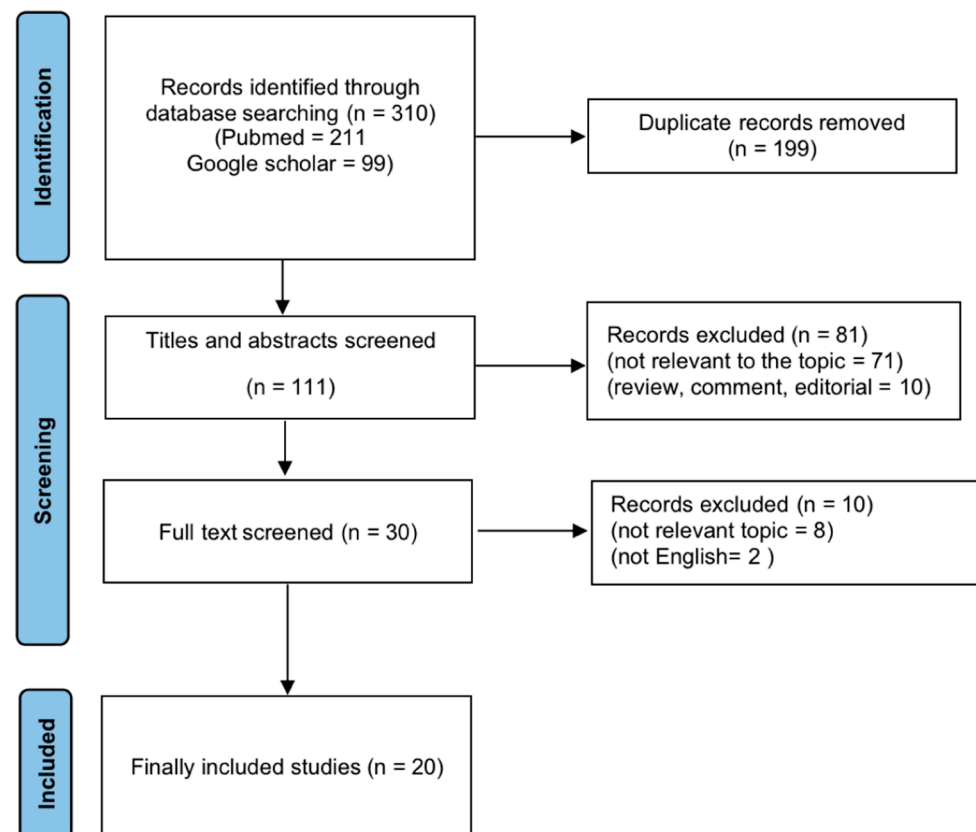 Identification
Records identified through
database searching (n = 310)
(Pubmed = 211
Google scholar = 99)
Duplicate records removed
(n = 199)
Screening
Titles and abstracts screened
(n = 111)
Records excluded (n = 81)
(not relevant to the topic = 71)
(review, comment, editorial = 10)
Full text screened (n = 30)
Records excluded (n = 10)
(not relevant topic = 8)
(not English= 2 )
Included
Finally included studies (n = 20)